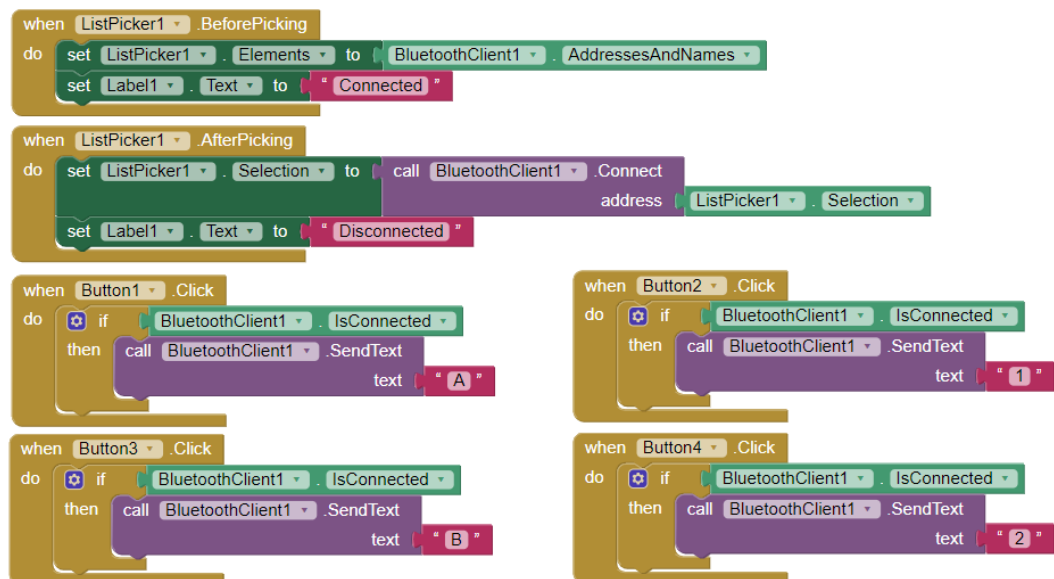 when ListPicker1 .BeforePicking
do set ListPicker1 . Elements to BluetoothClient1 . AddressesAndNames
set Label1 . Text to " Connected "
when ListPicker1 .AfterPicking
do set ListPicker1 . Selection to call BluetoothClient1 .Connect
address ListPicker1 . Selection
set Label1 . Text to " Disconnected "
when Button1 .Click
do if BluetoothClient1 . IsConnected
then call BluetoothClient1 .SendText
text " A "
when Button2 .Click
do if BluetoothClient1 . IsConnected
then call BluetoothClient1 .SendText
text " 1 "
when Button3 .Click
do if BluetoothClient1 . IsConnected
then call BluetoothClient1 .SendText
text " B "
when Button4 .Click
do if BluetoothClient1 . IsConnected
then call BluetoothClient1 .SendText
text " 2 "